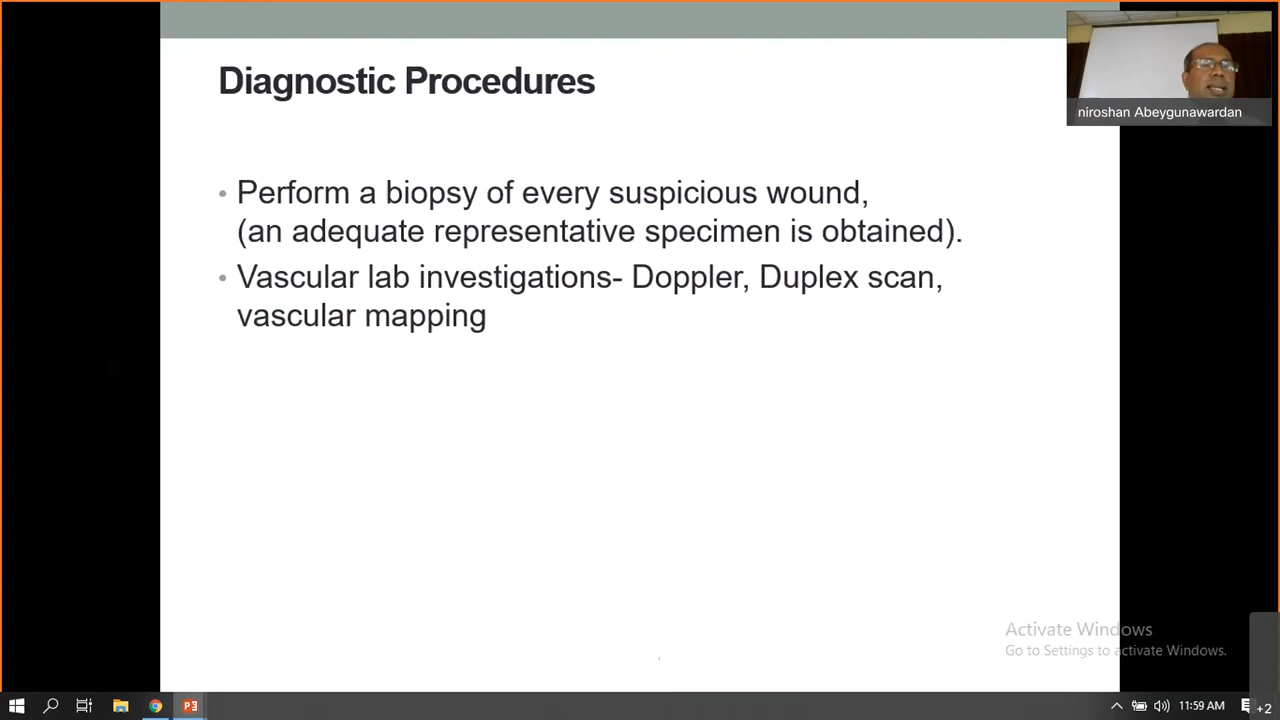 Diagnostic Procedures
niroshan Abeygunawardan
• Perform a biopsy of every suspicious wound,
(an adequate representative specimen is obtained).
• Vascular lab investigations- Doppler, Duplex scan,
vascular mapping
Activate Windows
Go to Settings to activate Windows.
11:59 AM
+2